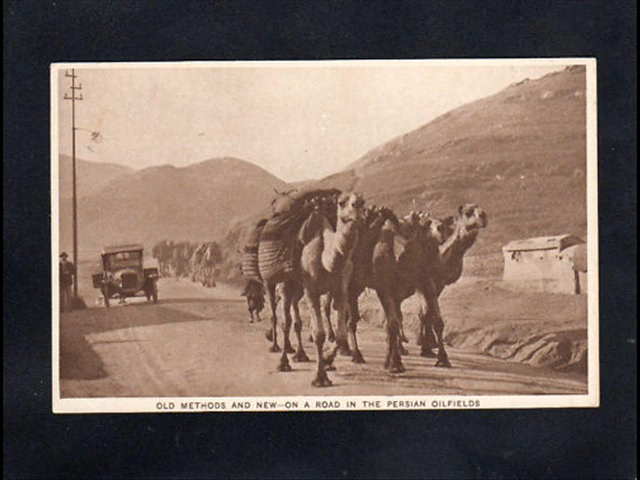 OLD METHODS AND NEW—ON A ROAD IN THE PERSIAN OILFIELDS